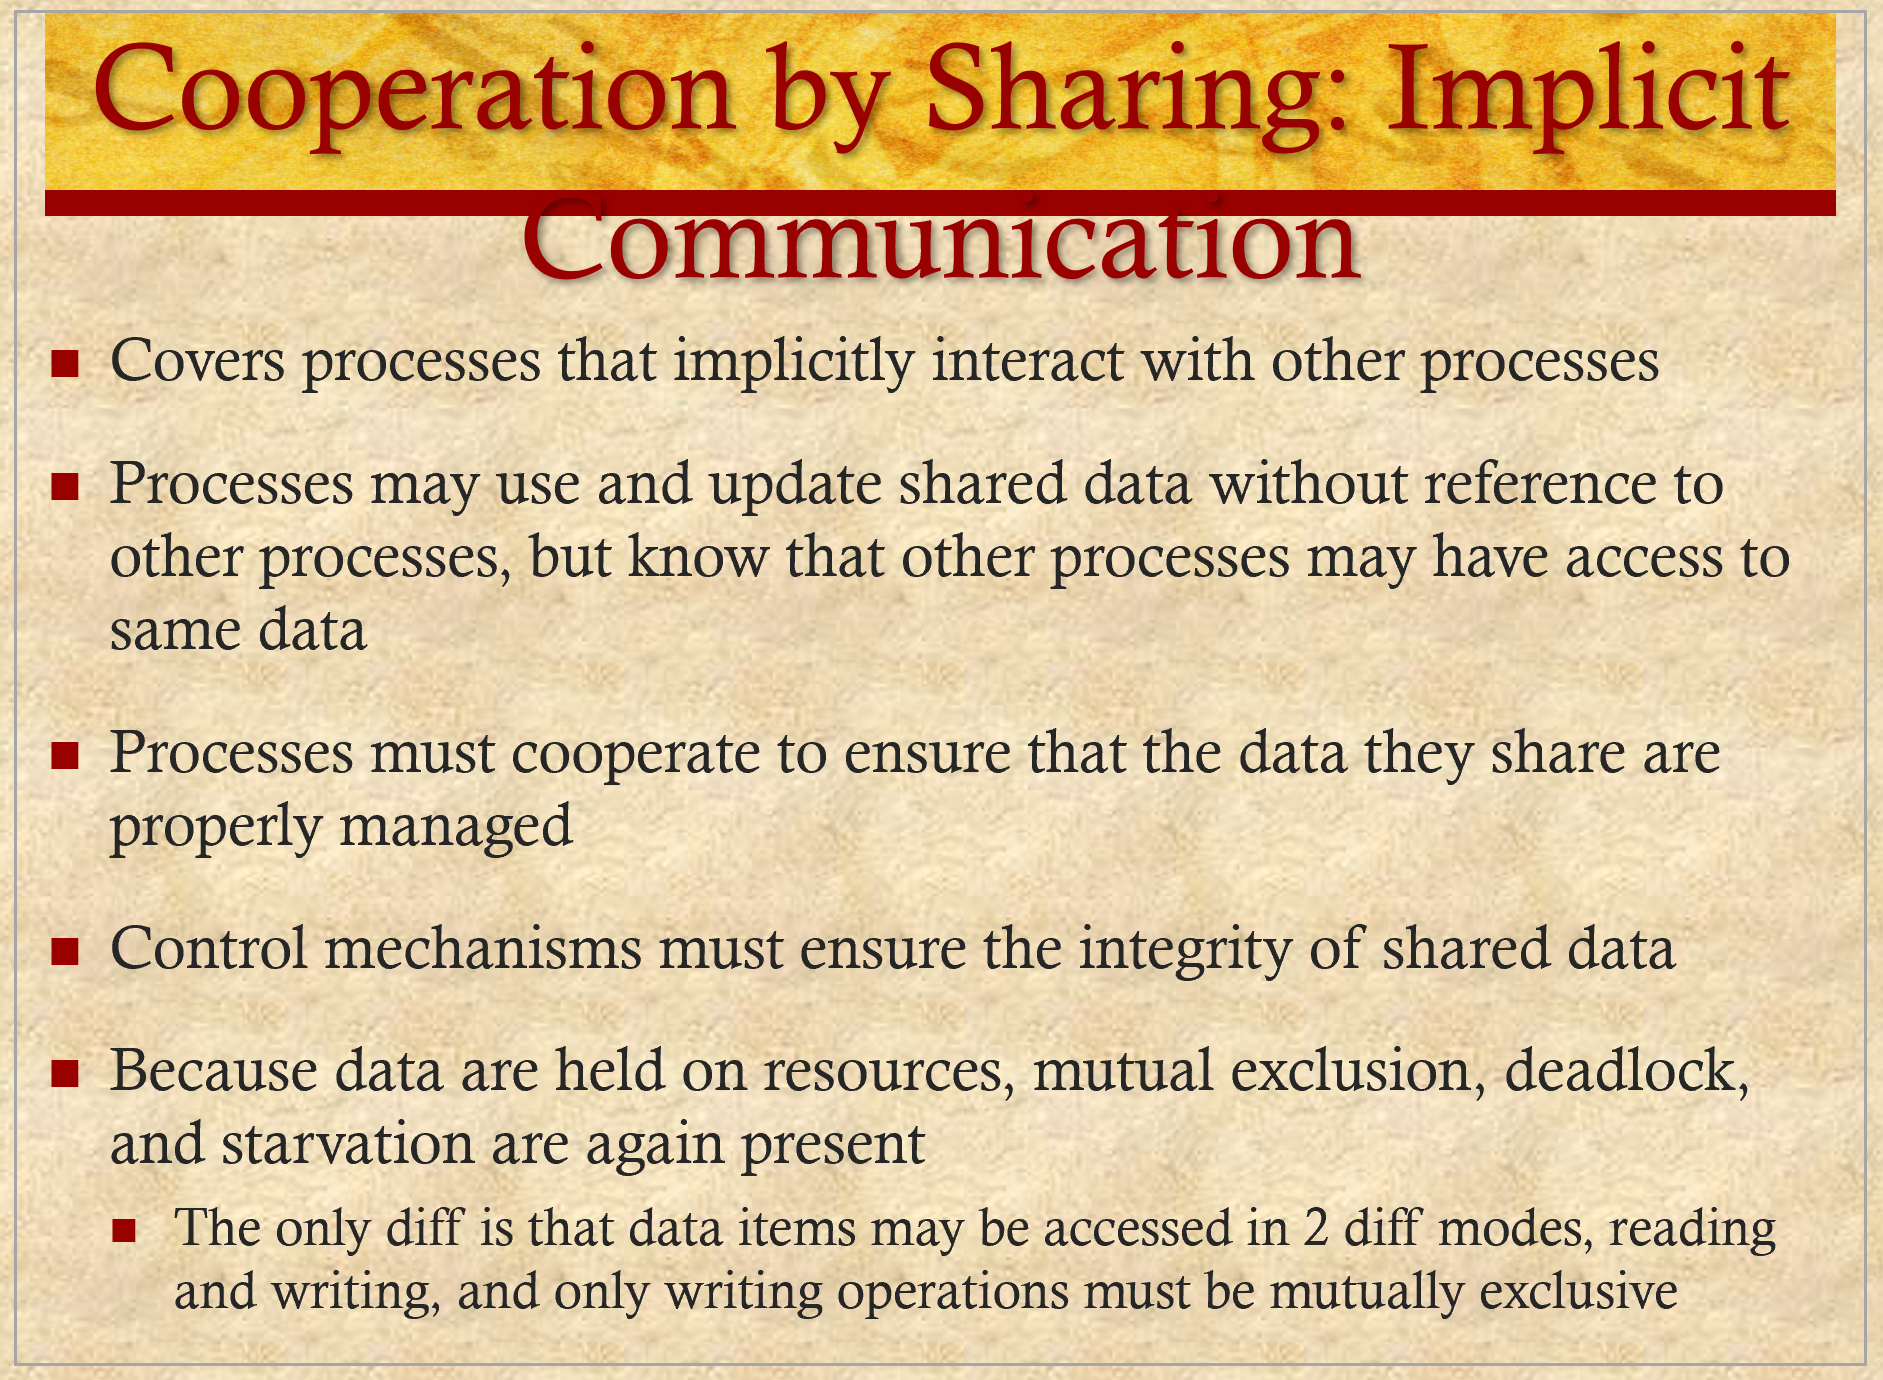 Cooperation by Sharing: Implicit
Communication
Covers processes that implicitly interact with other processes
Processes may use and update shared data without reference to
other processes, but know that other processes may have access to
same data
Processes must cooperate to ensure that the data they share are
properly managed
Control mechanisms must ensure the integrity of shared data
Because data are held on resources, mutual exclusion, deadlock,
and starvation are again present
The only diff is that data items may be accessed in 2 diff modes, reading
and writing, and only writing operations must be mutually exclusive